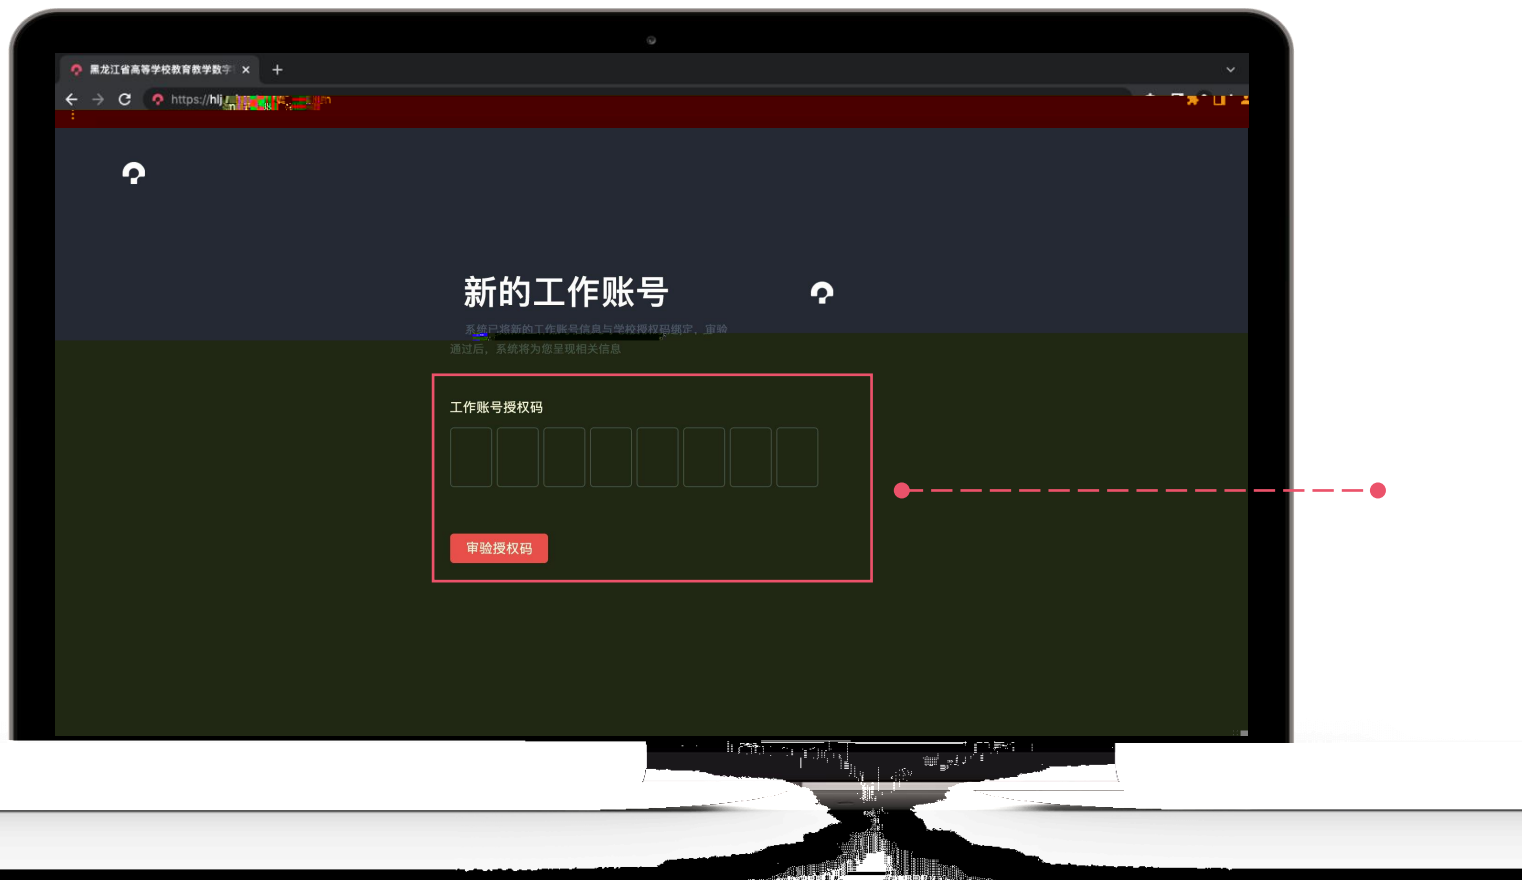 黑龙江省高等学校教育教学数字
https://hlj
新的工作账号
系统已将新的工作账号信息与学校授权码绑定，审验
通过后，系统将为您呈现相关信息
工作账号授权码
审验授权码